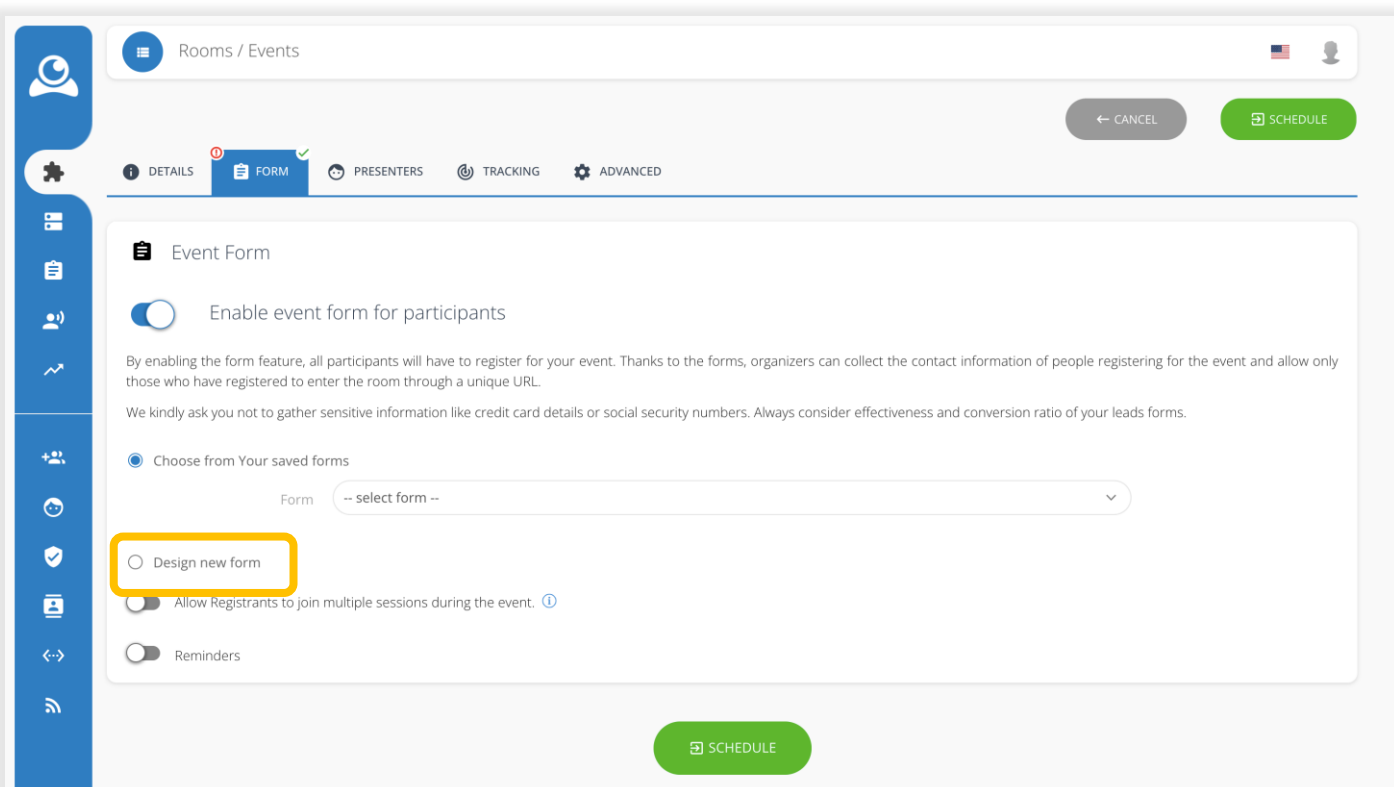 Rooms / Events
← CANCEL
SCHEDULE
DETAILS
FORM
PRESENTERS
TRACKING
ADVANCED
Event Form
Enable event form for participants
By enabling the form feature, all participants will have to register for your event. Thanks to the forms, organizers can collect the contact information of people registering for the event and allow only
those who have registered to enter the room through a unique URL.
We kindly ask you not to gather sensitive information like credit card details or social security numbers. Always consider effectiveness and conversion ratio of your leads forms.
Choose from Your saved forms
Form
-- select form --
Design new form
Allow Registrants to join multiple sessions during the event.
Reminders
SCHEDULE